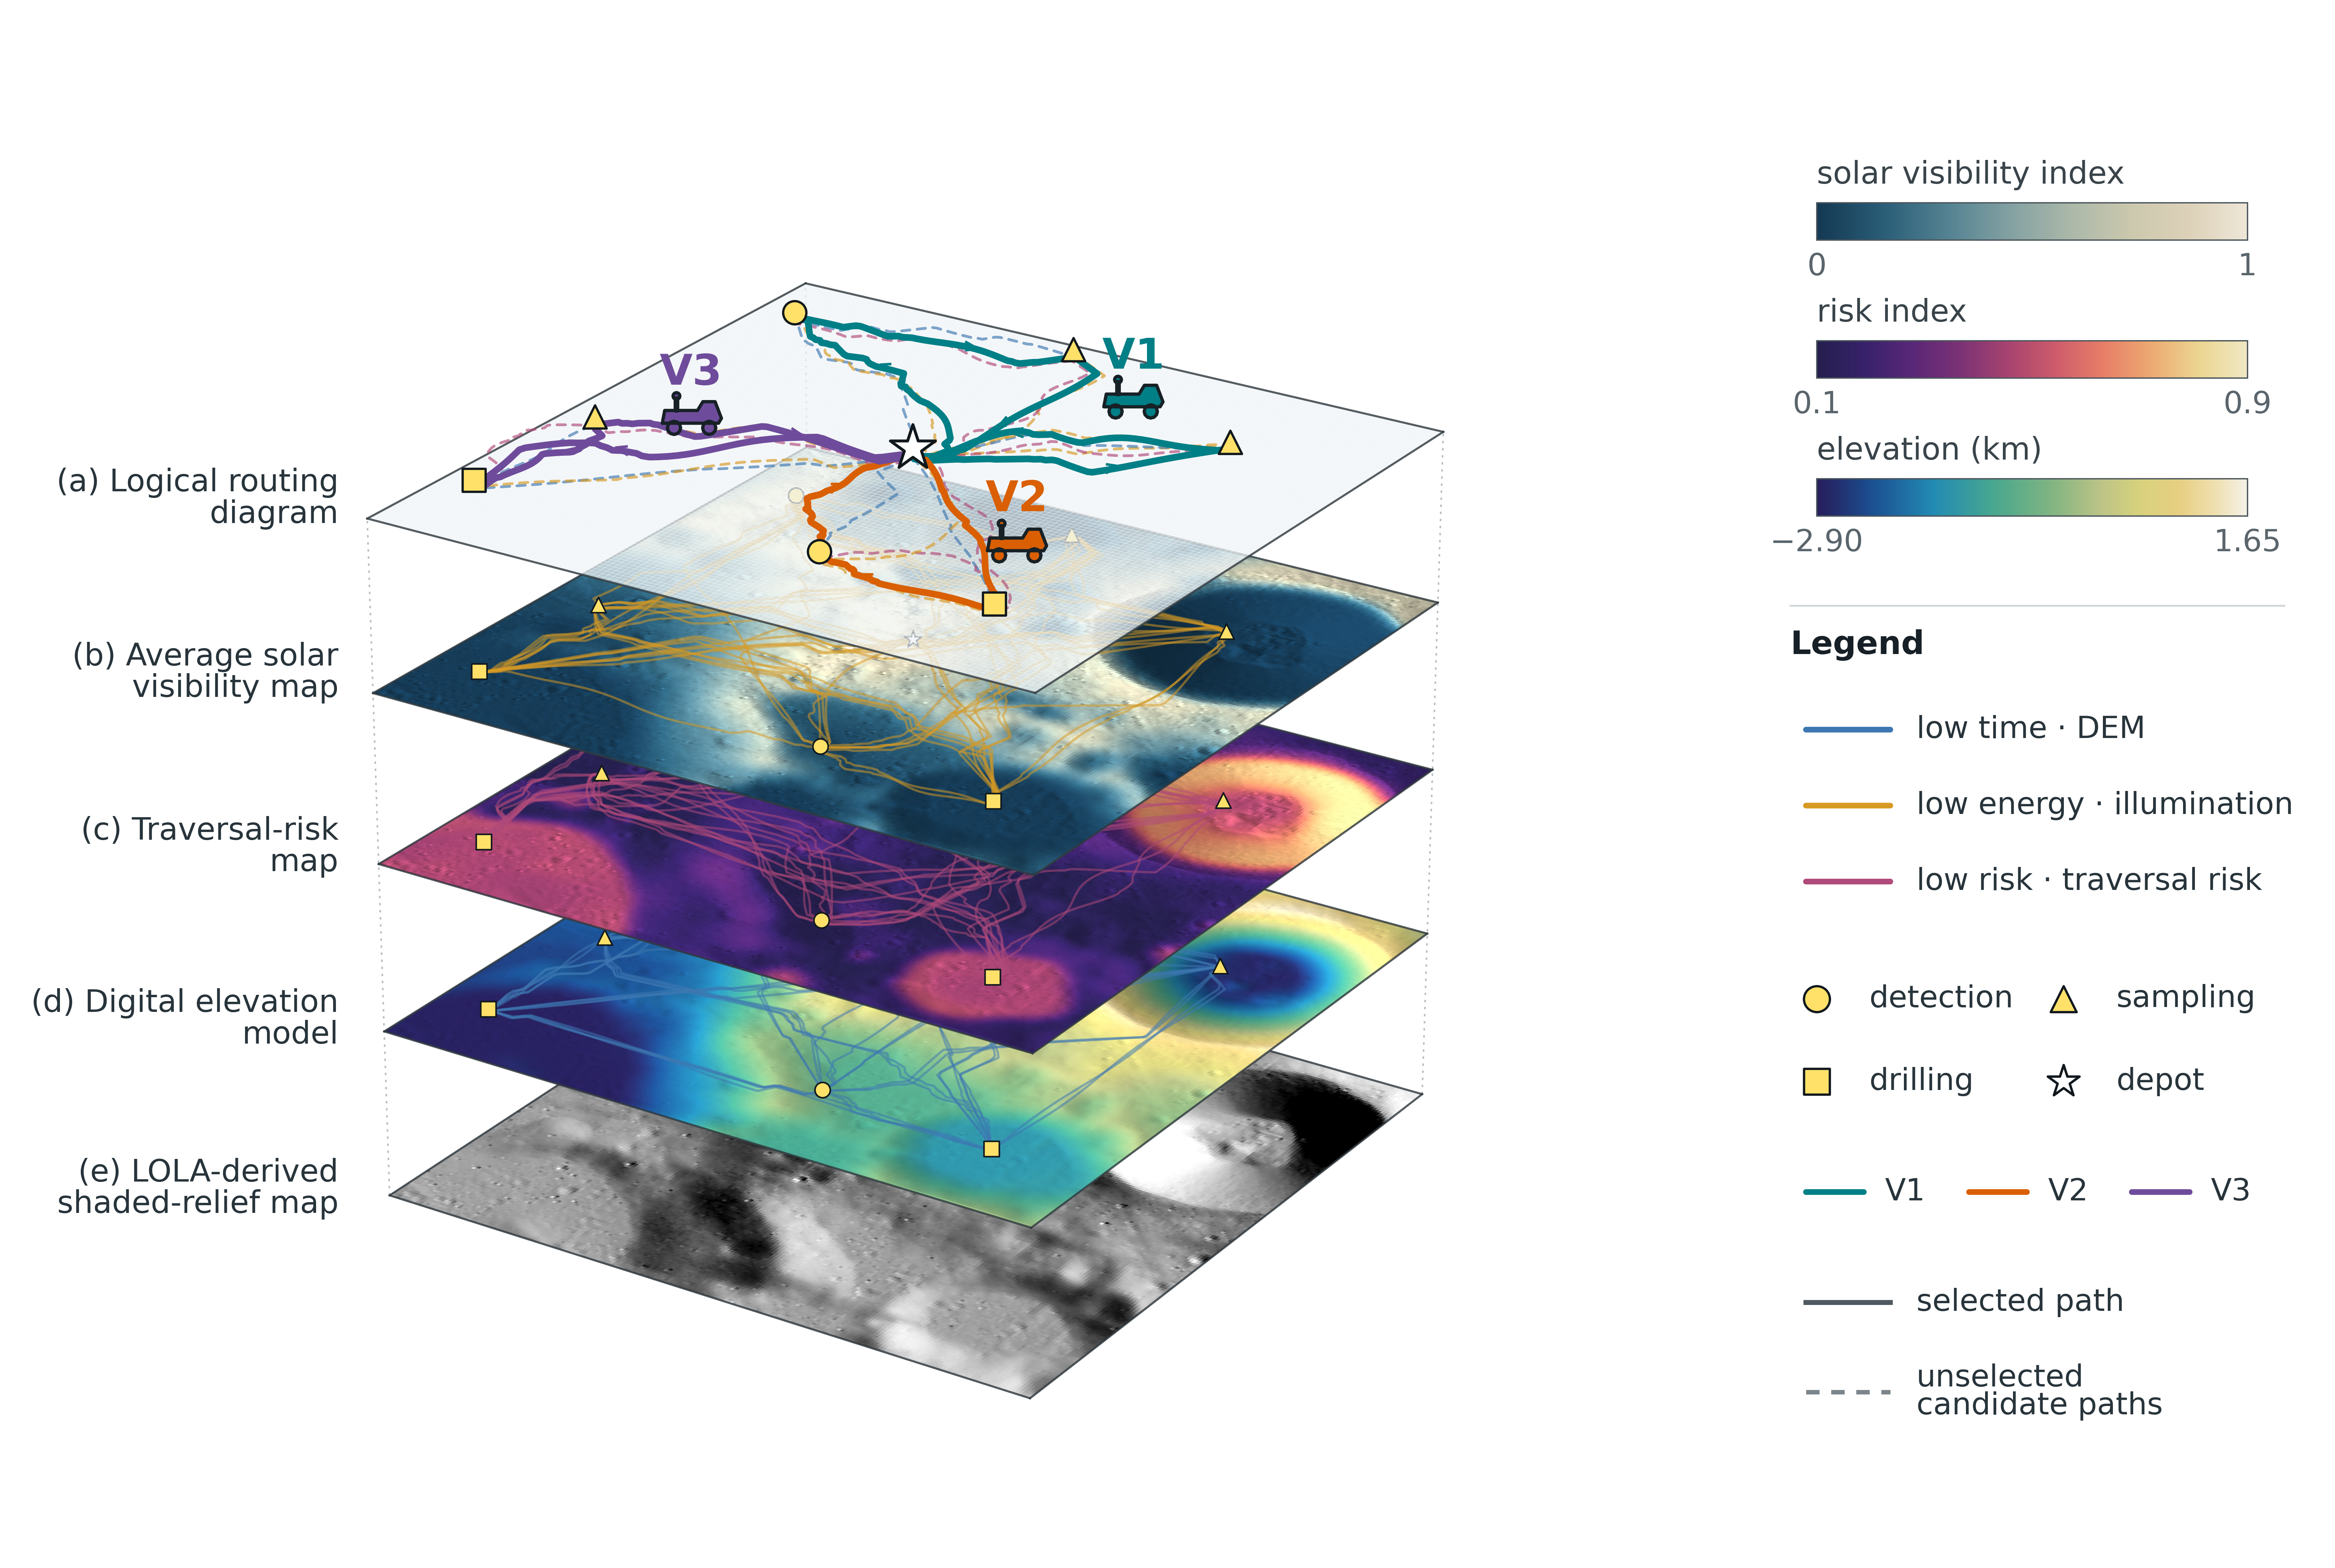 solar visibility index
0 1
risk index
0.1 0.9
elevation (km)
−2.90 1.65
V1
V3
V2
(a) Logical routing
diagram
(b) Average solar
visibility map
(c) Traversal-risk
map
(d) Digital elevation
model
(e) LOLA-derived
shaded-relief map
Legend
low time · DEM
low energy · illumination
low risk · traversal risk
detection sampling
drilling depot
V1 V2 V3
selected path
unselected
candidate paths